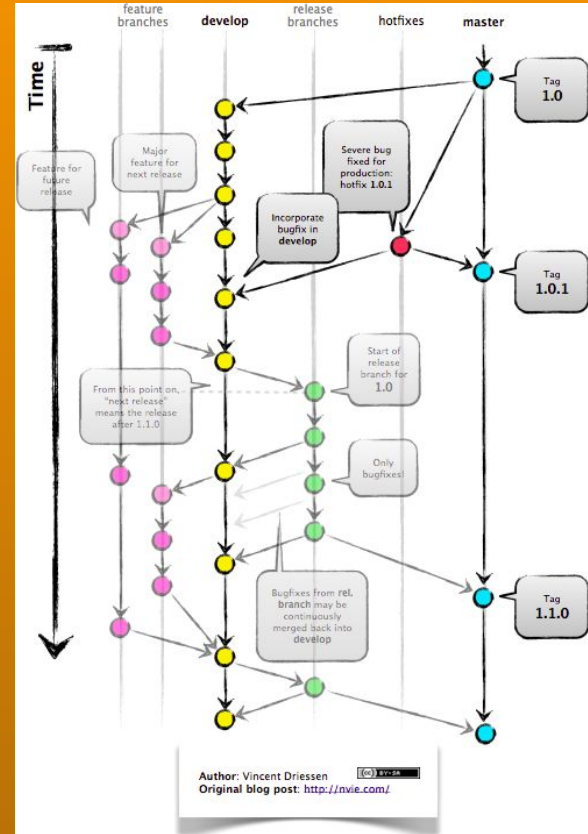 feature
branches
develop
release
branches
hotfixes
master
Time
Tag
1.0
Feature for
future
release
Major
feature for
next release
Severe bug
fixed for
production:
hotfix 1.0.1
Incorporate
bugfix in
develop
Tag
1.0.1
From this point on,
"next release"
means the release
after 1.1.0
Start of
release
branch for
1.0
Only
bugfixes!
Bugfixes from rel.
branch may be
continuously
merged back into
develop
Tag
1.1.0
Author: Vincent Driessen
Original blog post: http://nvie.com/
(cc) BY-SA